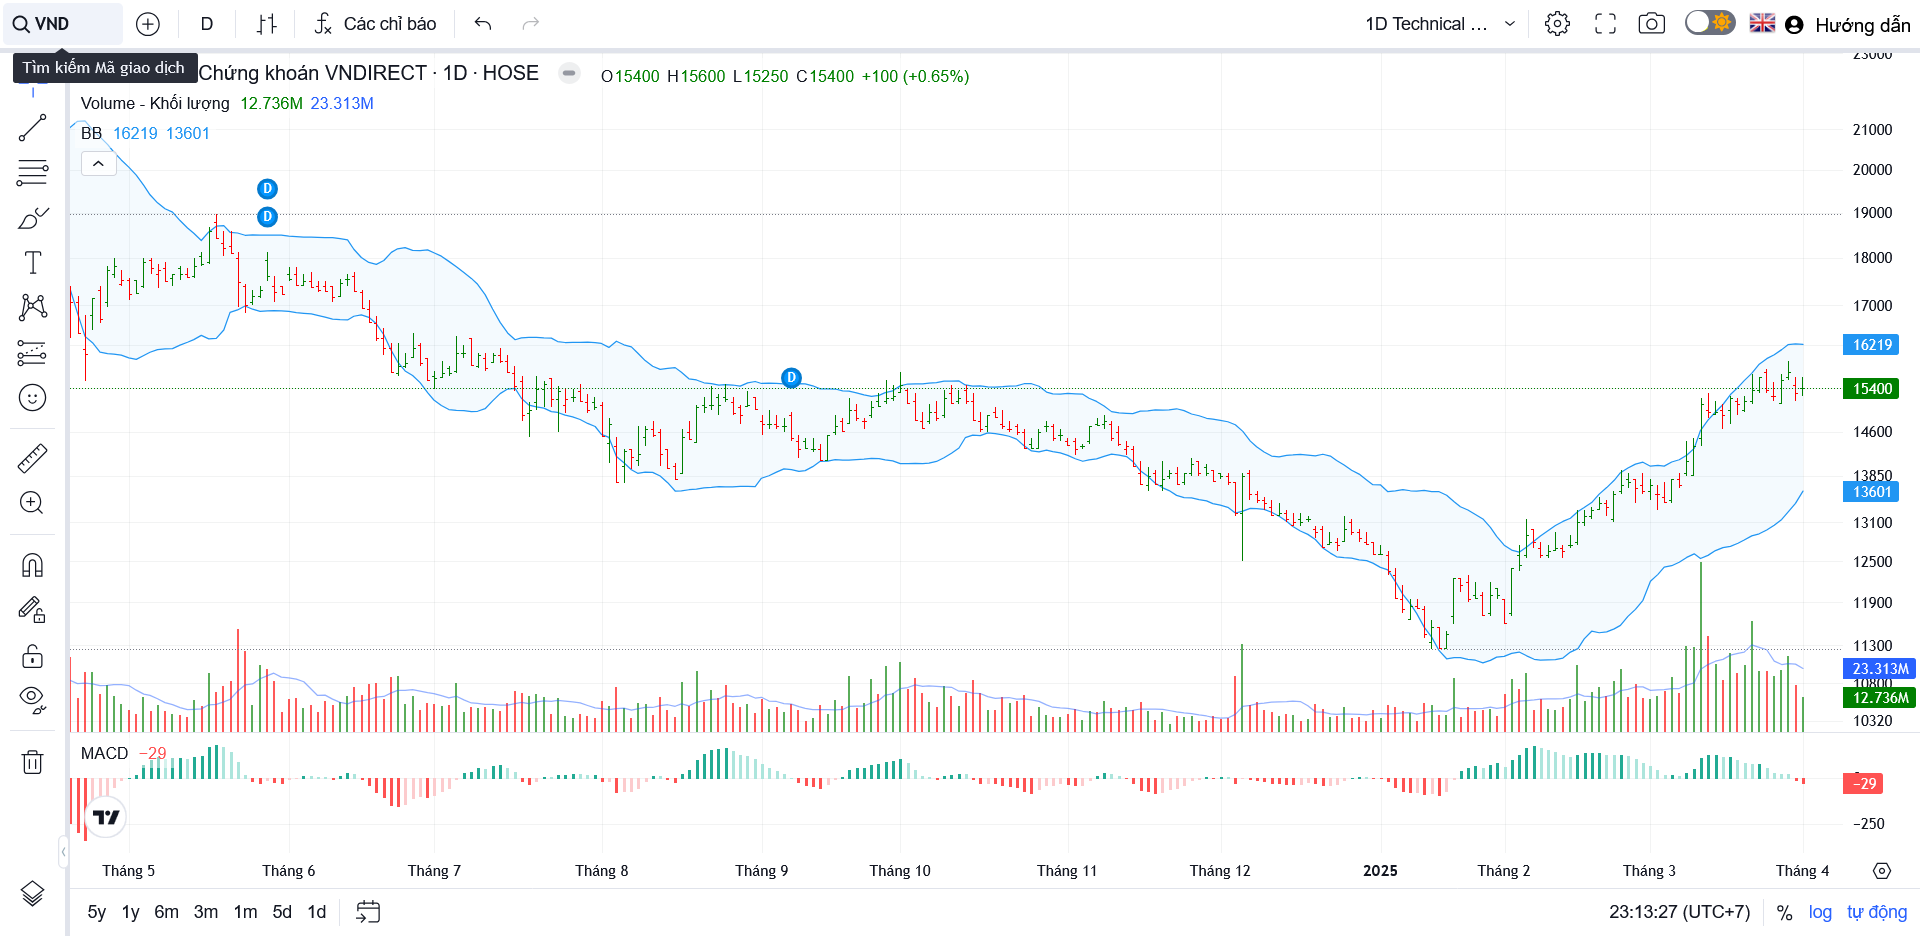 VND
D
Các chỉ báo
1D Technical ...
Hướng dẫn
Tìm kiếm Mã giao dịch
Chứng khoán VNDIRECT · 1D · HOSE
O15400 H15600 L15250 C15400 +100 (+0.65%)
Volume - Khối lượng 12.736M 23.313M
BB 16219 13601
D
D
D
23000
21000
20000
19000
18000
17000
16219
15400
14600
13850
13601
13100
12500
11900
11300
23.313M
10800
12.736M
10320
MACD −29
−29
−250
Tháng 5 Tháng 6 Tháng 7 Tháng 8 Tháng 9 Tháng 10 Tháng 11 Tháng 12 2025 Tháng 2 Tháng 3 Tháng 4
5y 1y 6m 3m 1m 5d 1d
23:13:27 (UTC+7) % log tự động